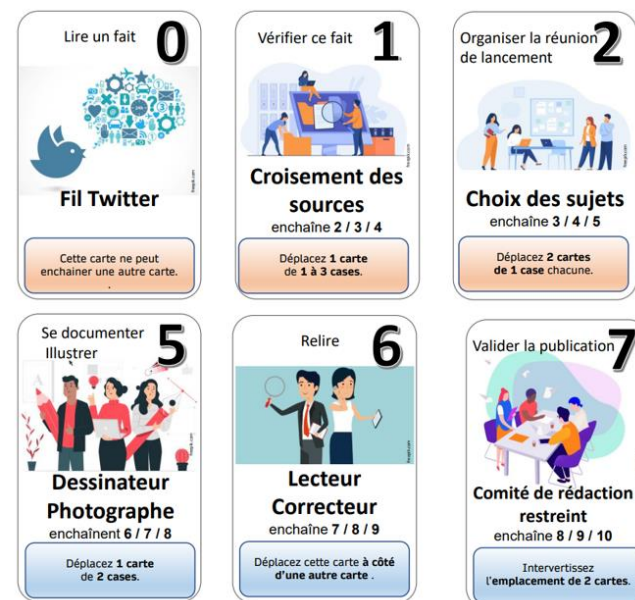 Lire un fait
0
Fil Twitter
Cette carte ne peut
enchainer une autre carte.
.
Vérifier ce fait
1
Croisement des
sources
enchaîne 2 / 3 / 4
Déplacez 1 carte
de 1 à 3 cases.
Organiser la réunion
de lancement
2
Choix des sujets
enchaîne 3 / 4 / 5
Déplacez 2 cartes
de 1 case chacune.
Se documenter
Illustrer
5
Dessinateur
Photographe
enchaînent 6 / 7 / 8
Déplacez 1 carte
de 2 cases.
Relire
6
Lecteur
Correcteur
enchaîne 7 / 8 / 9
Déplacez cette carte à côté
d'une autre carte .
Valider la publication
7
Comité de rédaction
restreint
enchaîne 8 / 9 / 10
Intervertissez
l'emplacement de 2 cartes.